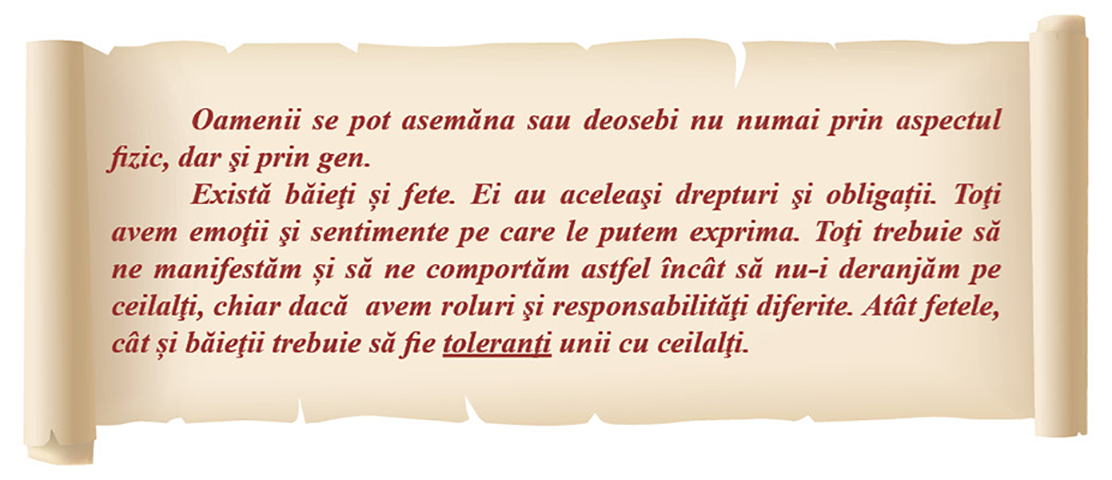 Oamenii se pot asemăna sau deosebi nu numai prin aspectul
fizic, dar şi prin gen.
Există băieţi și fete. Ei au aceleaşi drepturi şi obligații. Toţi
avem emoţii şi sentimente pe care le putem exprima. Toţi trebuie să
ne manifestăm și să ne comportăm astfel încât să nu-i deranjăm pe
ceilalţi, chiar dacă avem roluri şi responsabilităţi diferite. Atât fetele,
cât și băieţii trebuie să fie toleranţi unii cu ceilalţi.